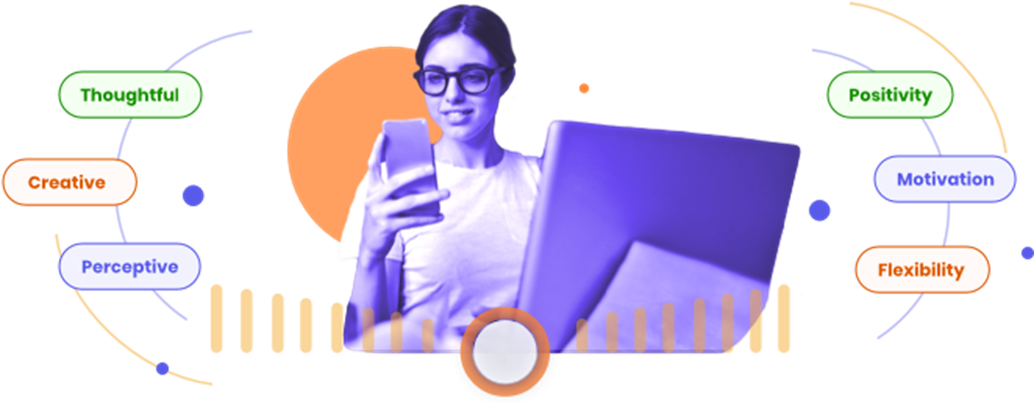 Thoughtful
Creative
Perceptive
Positivity
Motivation
Flexibility